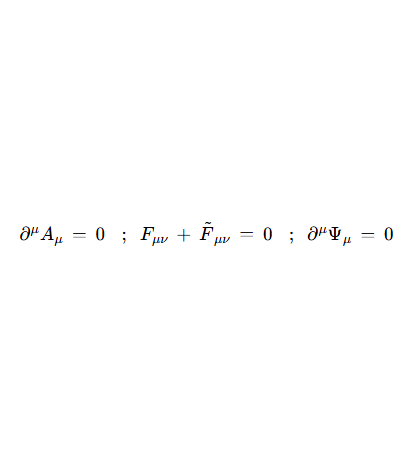 ∂^μ A_μ = 0 ; F_μν + F̃_μν = 0 ; ∂^μ Ψ_μ = 0